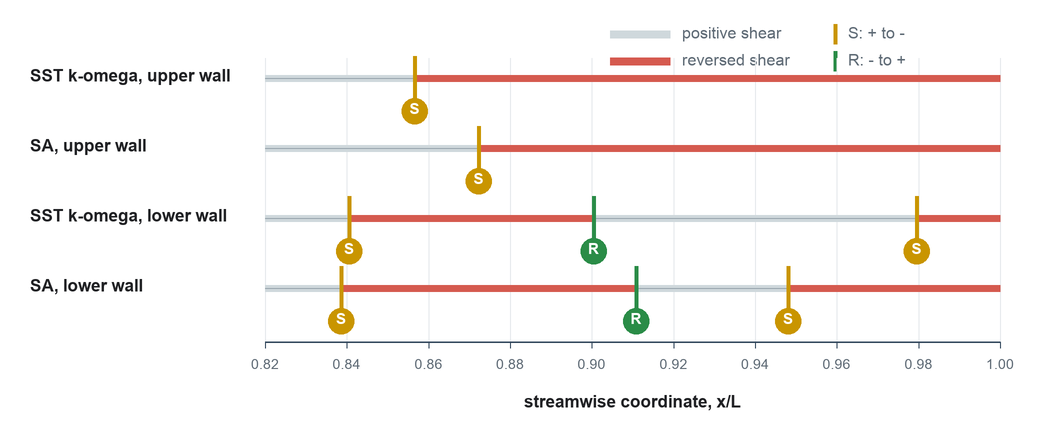 positive shear
S: + to -
reversed shear
R: - to +
SST k-omega, upper wall
S
SA, upper wall
S
SST k-omega, lower wall
S R S
SA, lower wall
S R S
0.82 0.84 0.86 0.88 0.90 0.92 0.94 0.96 0.98 1.00
streamwise coordinate, x/L